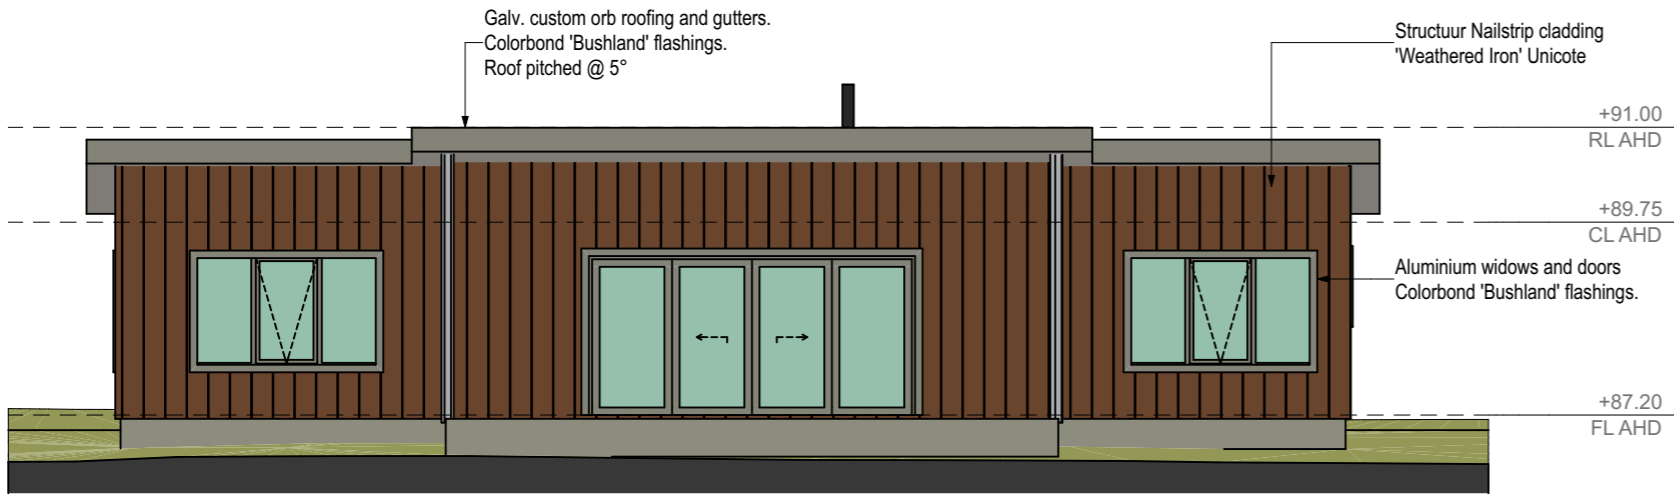 Galv. custom orb roofing and gutters.
Colorbond 'Bushland' flashings.
Roof pitched @ 5°
Structuur Nailstrip cladding
'Weathered Iron' Unicote
+91.00
RL AHD
+89.75
CL AHD
Aluminium widows and doors
Colorbond 'Bushland' flashings.
+87.20
FL AHD